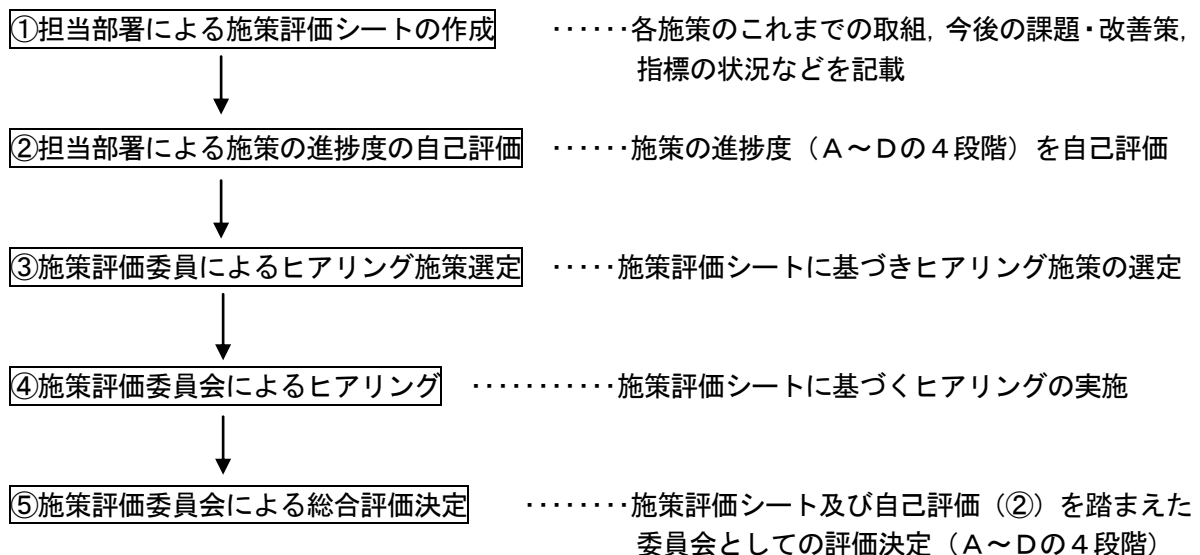 ①担当部署による施策評価シートの作成 ‥‥‥各施策のこれまでの取組，今後の課題・改善策，
指標の状況などを記載
②担当部署による施策の進捗度の自己評価 ‥‥‥施策の進捗度（Ａ～Ｄの４段階）を自己評価
③施策評価委員によるヒアリング施策選定 ‥‥‥施策評価シートに基づきヒアリング施策の選定
④施策評価委員会によるヒアリング ‥‥‥‥‥‥施策評価シートに基づくヒアリングの実施
⑤施策評価委員会による総合評価決定 ‥‥‥‥施策評価シート及び自己評価（②）を踏まえた
委員会としての評価決定（Ａ～Ｄの４段階）